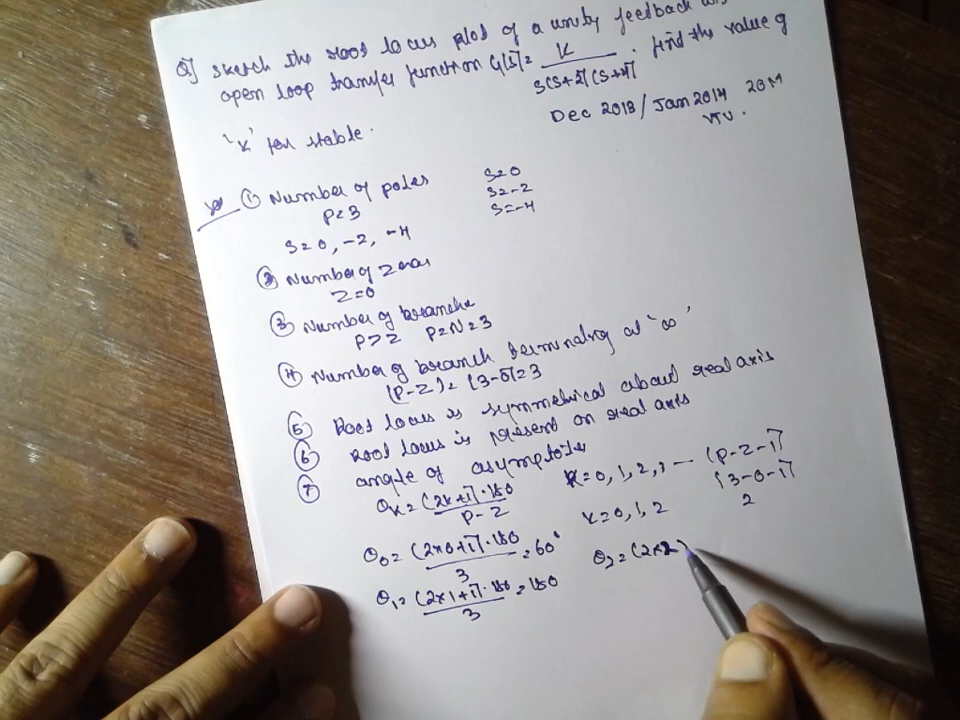 Q] sketch the root locus plot of a unity feedback
open loop transfer function G(s)= K / s(s+2)(s+4) . find the value of
'K' for stable.
Dec 2013/Jan 2014 20M
VTU.
① Number of poles
P=3
s=0, -2, -4
s=0
s=-2
s=-4
② Number of zeros
Z=0
③ Number of branche
P>Z P=N=3
④ Number of branch terminating at '∞'
(P-Z)=(3-0)=3
⑤ Root locus is symmetrical about real axis
⑥ Root locus is present on real axis
⑦ angle of asymptote
θK= (2K+1)·180 / P-Z
K=0,1,2,3 -- (P-Z-1)
(3-0-1)
2
K=0,1,2
θ0= (2×0+1)·180 / 3 =60°
θ1= (2×1+1)·180 / 3 =180
θ2=(2×2